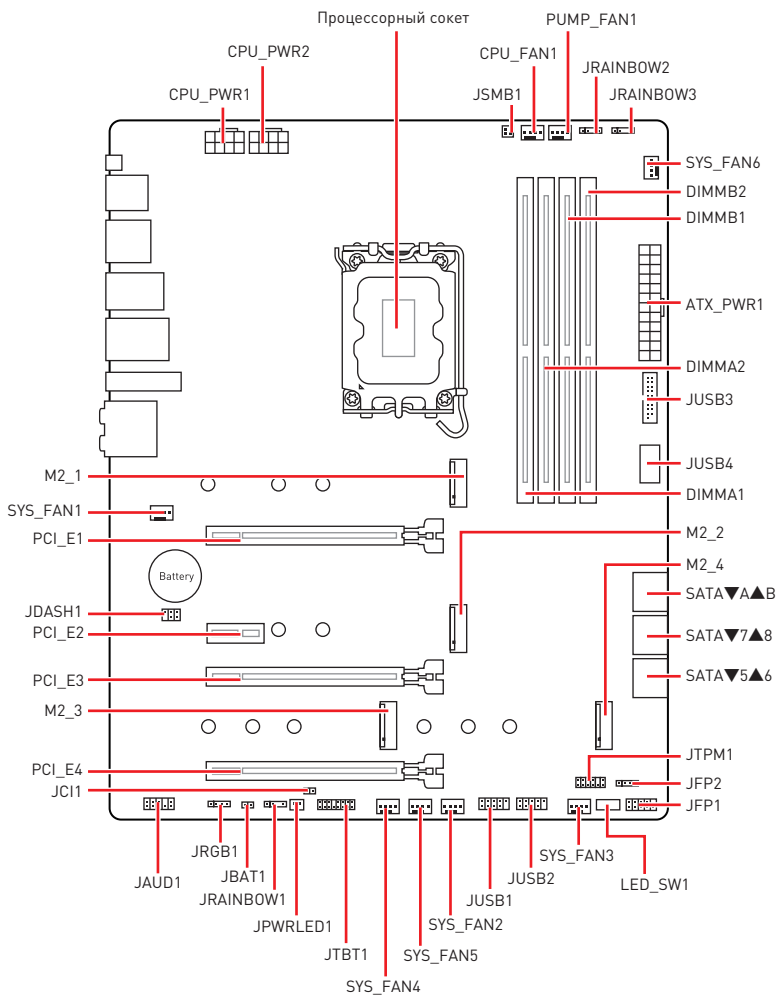 Процессорный сокет
PUMP_FAN1
CPU_PWR2
CPU_FAN1
JRAINBOW2
CPU_PWR1
JSMB1
JRAINBOW3
SYS_FAN6
DIMMB2
DIMMB1
ATX_PWR1
DIMMA2
JUSB3
M2_1
JUSB4
DIMMA1
SYS_FAN1
PCI_E1
M2_2
M2_4
Battery
SATA▼A▲B
JDASH1
PCI_E2
SATA▼7▲8
PCI_E3
SATA▼5▲6
M2_3
JTPM1
PCI_E4
JCI1
JFP2
JFP1
JRGB1
JBAT1
JAUD1
JRAINBOW1
JPWRLED1
JTBT1
SYS_FAN4
SYS_FAN5
SYS_FAN2
JUSB1
JUSB2
SYS_FAN3
LED_SW1